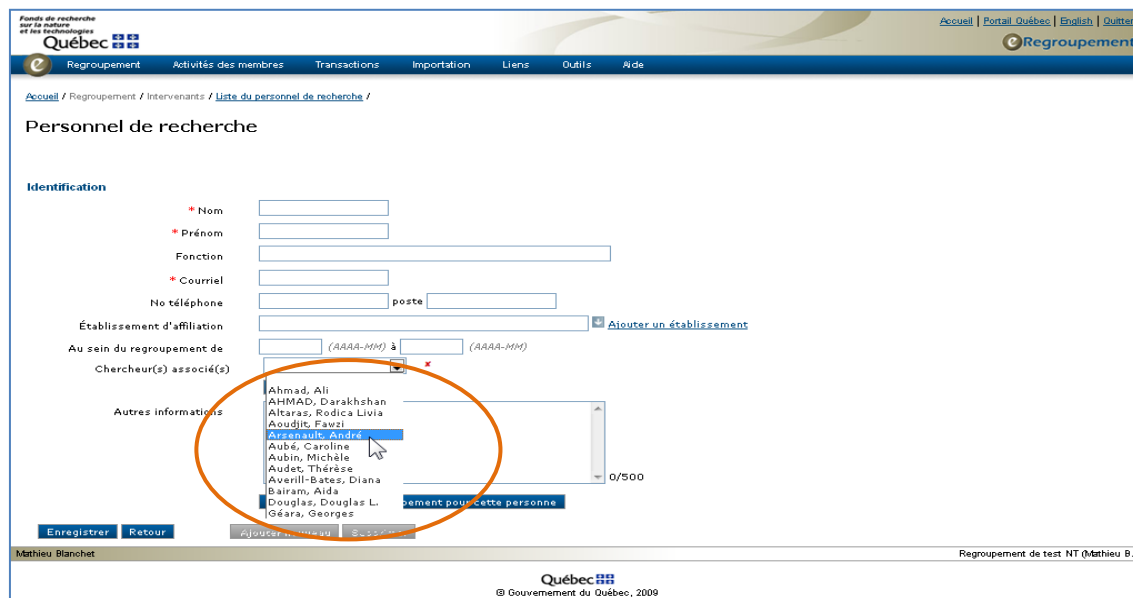 Fonds de recherche
sur la nature
et les technologies
Québec
Accueil | Portail Québec | English | Quitter
e Regroupement
e Regroupement Activités des membres Transactions Importation Liens Outils Aide
Accueil / Regroupement / Intervenants / Liste du personnel de recherche /
Personnel de recherche
Identification
* Nom
* Prénom
Fonction
* Courriel
No téléphone poste
Établissement d'affiliation Ajouter un établissement
Au sein du regroupement de (AAAA-MM) à (AAAA-MM)
Chercheur(s) associé(s) x
Ahmad, Ali
AHMAD, Darakhshan
Altaras, Rodica Livia
Autres informations
Aoudjit, Fawzi
Arsenault, André
Aubé, Caroline
Aubin, Michèle
Audet, Thérèse
Averill-Bates, Diana 0/500
Bairam, Aida
Douglas, Douglas L. pour cette personne
Géara, Georges
Enregistrer Retour Ajouter
Mathieu Blanchet Regroupement de test NT (Mathieu B.
Québec
© Gouvernement du Québec, 2009